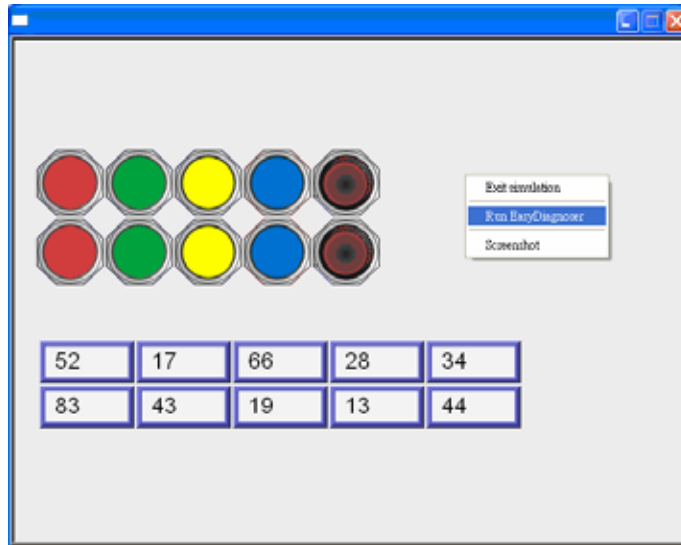 Exit simulation
Run EasyDiagnoser
Screenshot
52 17 66 28 34
83 43 19 13 44